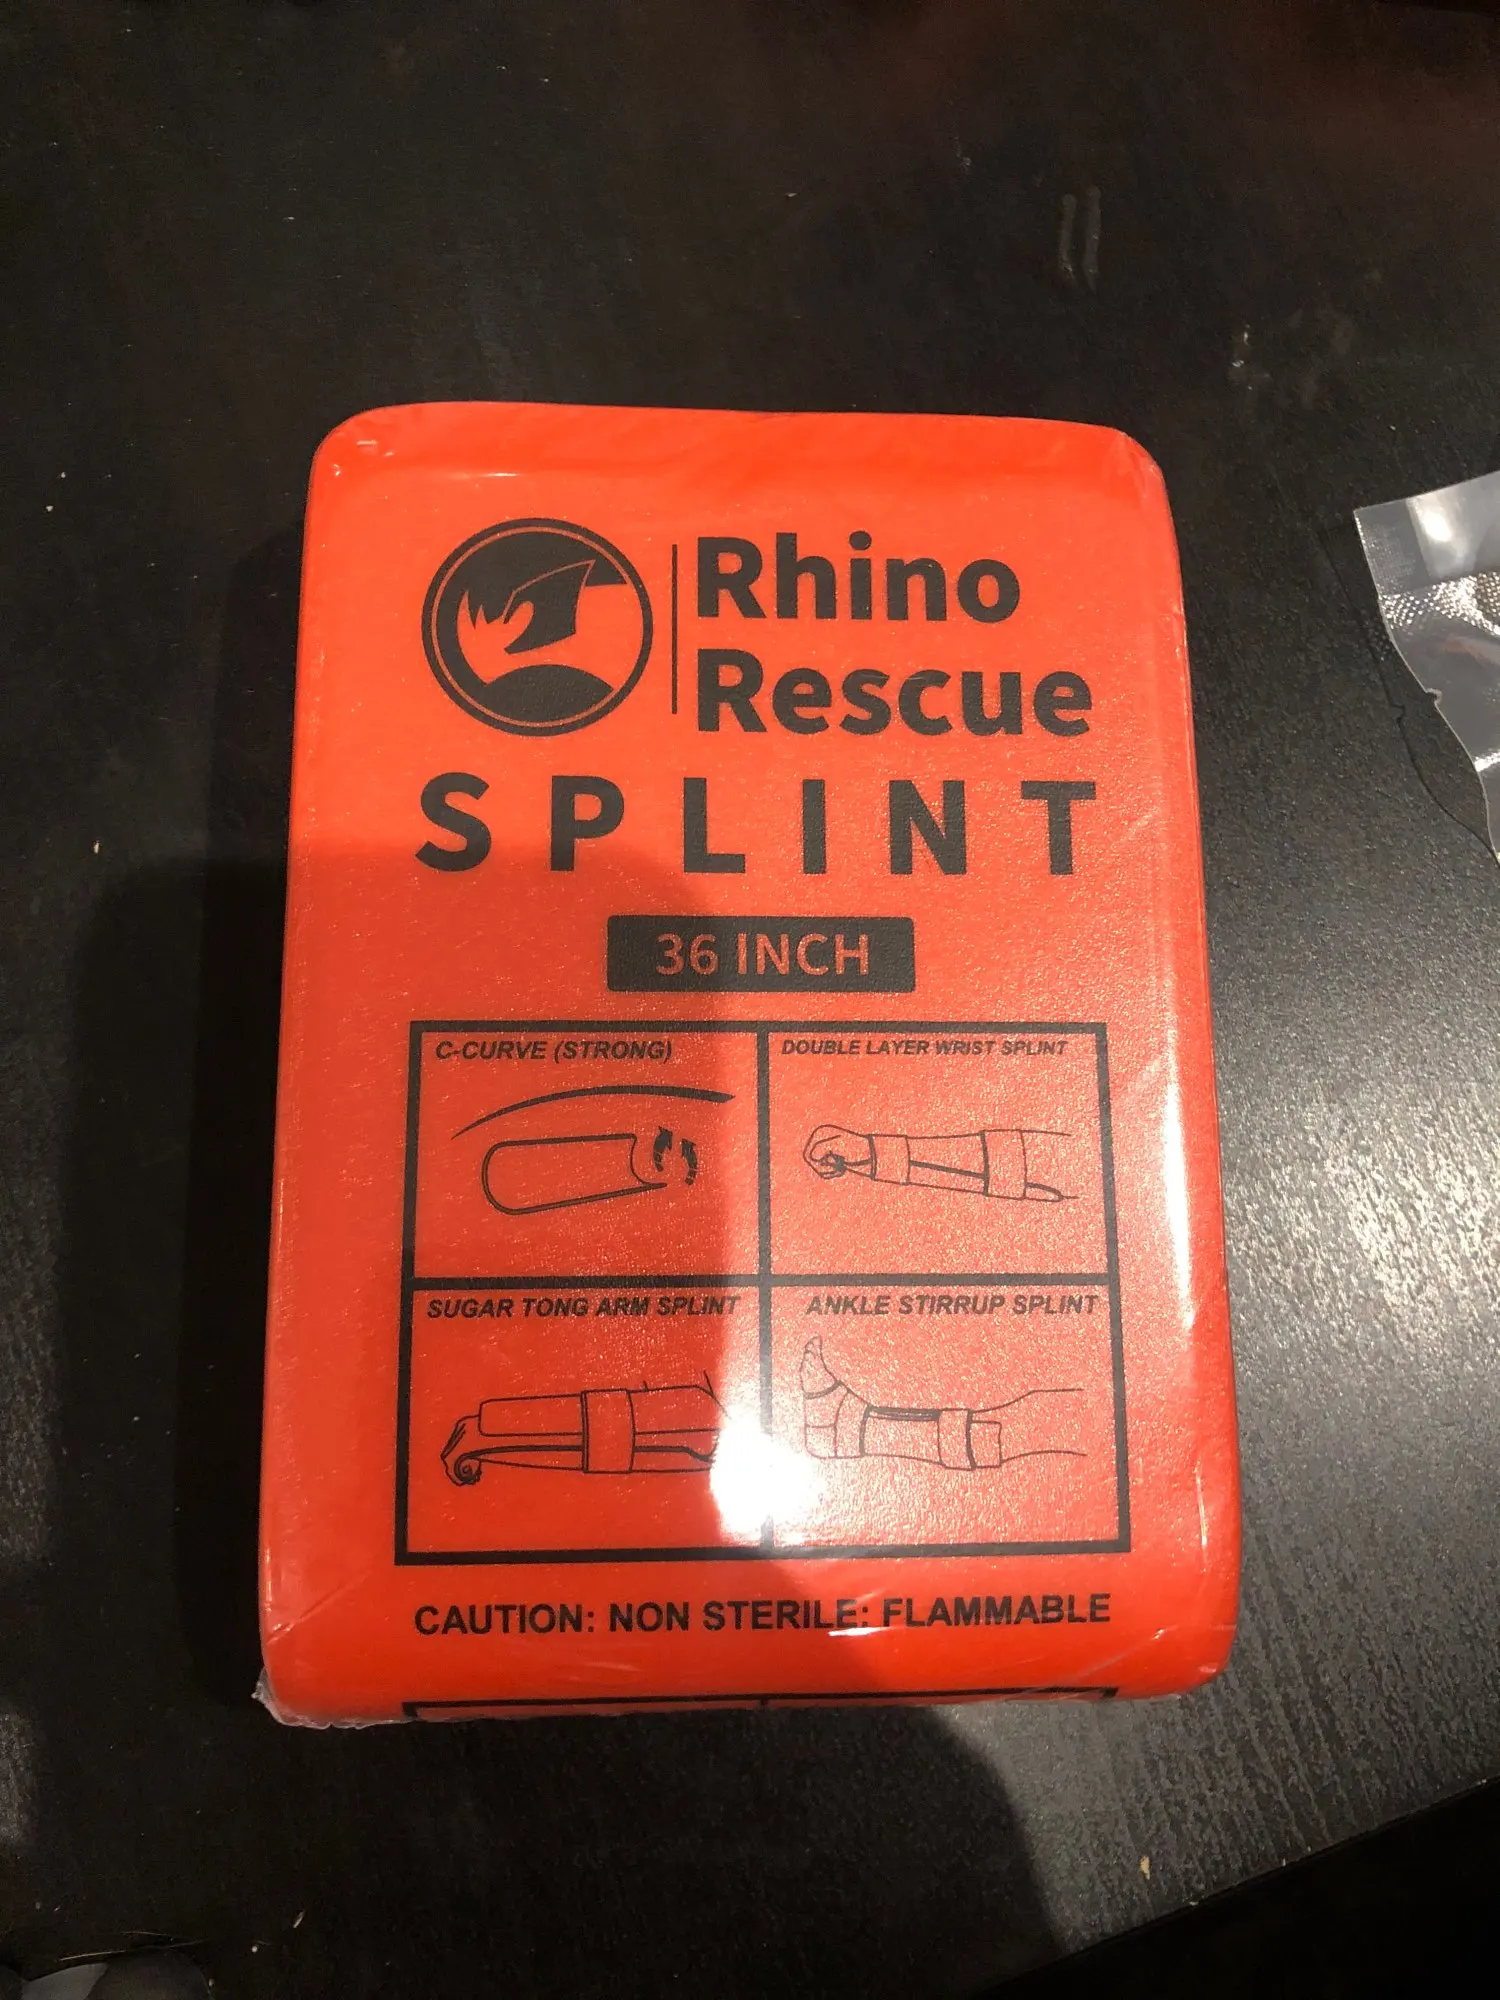 Rhino
Rescue
SPLINT
36 INCH
C-CURVE (STRONG)
DOUBLE LAYER WRIST SPLINT
SUGAR TONG ARM SPLINT
ANKLE STIRRUP SPLINT
CAUTION: NON STERILE: FLAMMABLE